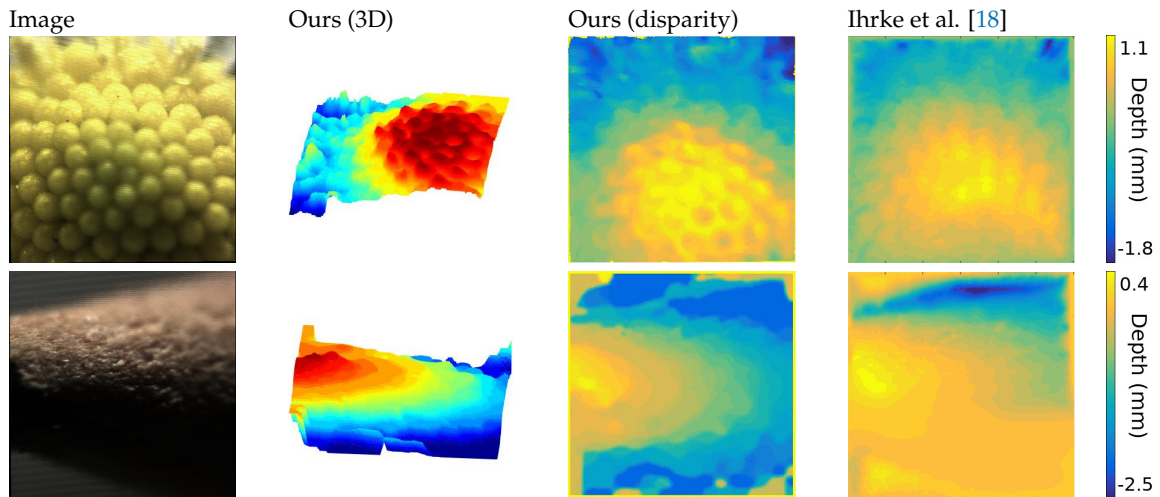 Image
Ours (3D)
Ours (disparity)
Ihrke et al. [18]
1.1
Depth (mm)
-1.8
0.4
Depth (mm)
-2.5